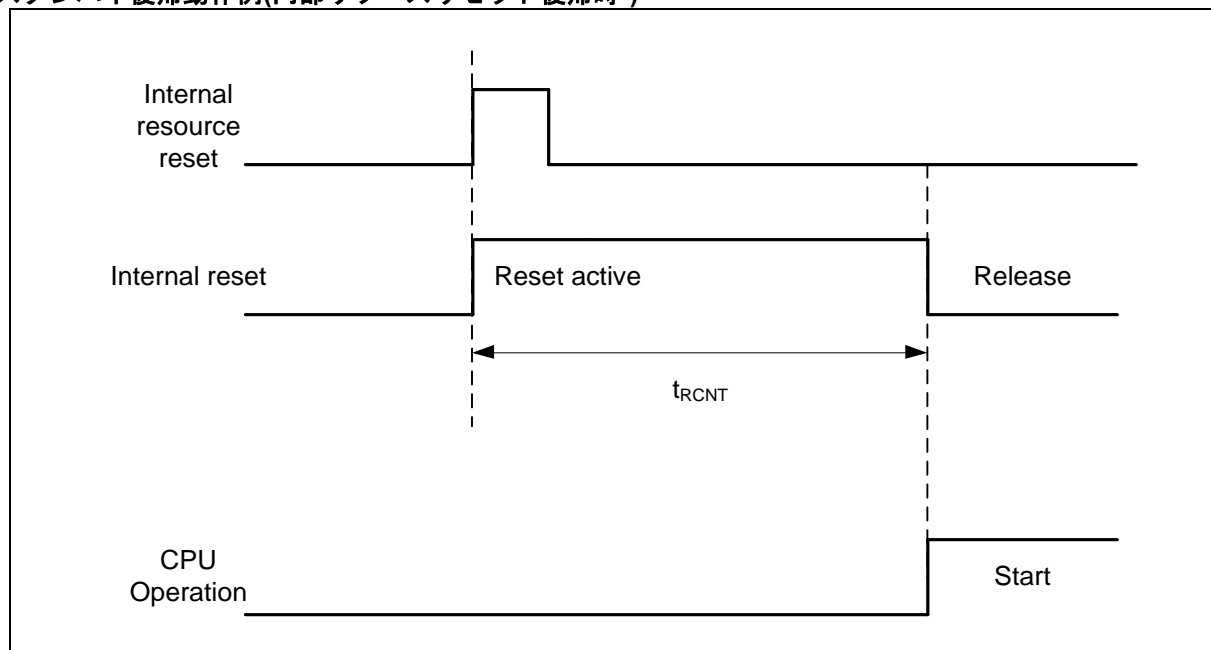 Internal
resource
reset
Internal reset
Reset active
Release
tRCNT
CPU
Operation
Start